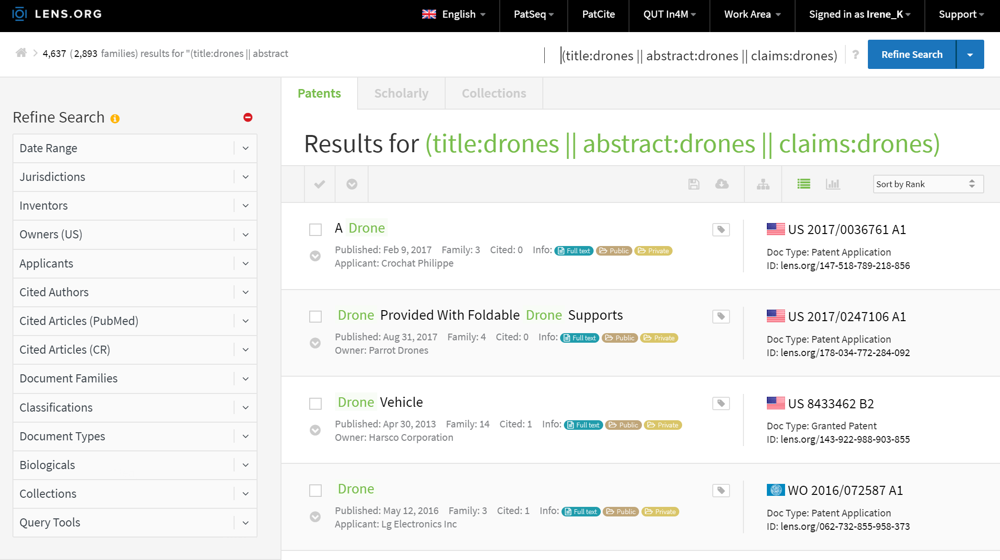 LENS.ORG
English
PatSeq
PatCite
QUT In4M
Work Area
Signed in as Irene_K
Support
4,637 (2,893 families) results for "(title:drones || abstract
(title:drones || abstract:drones || claims:drones)
?
Refine Search
Patents
Scholarly
Collections
Refine Search
Date Range
Jurisdictions
Inventors
Owners (US)
Applicants
Cited Authors
Cited Articles (PubMed)
Cited Articles (CR)
Document Families
Classifications
Document Types
Biologicals
Collections
Query Tools
Results for (title:drones || abstract:drones || claims:drones)
Sort by Rank
A Drone
Published: Feb 9, 2017 Family: 3 Cited: 0 Info: Full text Public Private
Applicant: Crochat Philippe
US 2017/0036761 A1
Doc Type: Patent Application
ID: lens.org/147-518-789-218-856
Drone Provided With Foldable Drone Supports
Published: Aug 31, 2017 Family: 4 Cited: 0 Info: Full text Public Private
Owner: Parrot Drones
US 2017/0247106 A1
Doc Type: Patent Application
ID: lens.org/178-034-772-284-092
Drone Vehicle
Published: Apr 30, 2013 Family: 14 Cited: 1 Info: Full text Public Private
Owner: Harsco Corporation
US 8433462 B2
Doc Type: Granted Patent
ID: lens.org/143-922-988-903-855
Drone
Published: May 12, 2016 Family: 3 Cited: 1 Info: Full text Public Private
Applicant: Lg Electronics Inc
WO 2016/072587 A1
Doc Type: Patent Application
ID: lens.org/062-732-855-958-373